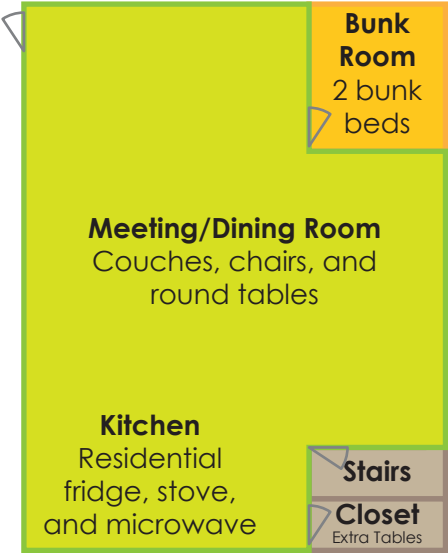 Bunk
Room
2 bunk
beds
Meeting/Dining Room
Couches, chairs, and
round tables
Kitchen
Residential
fridge, stove,
and microwave
Stairs
Closet
Extra Tables